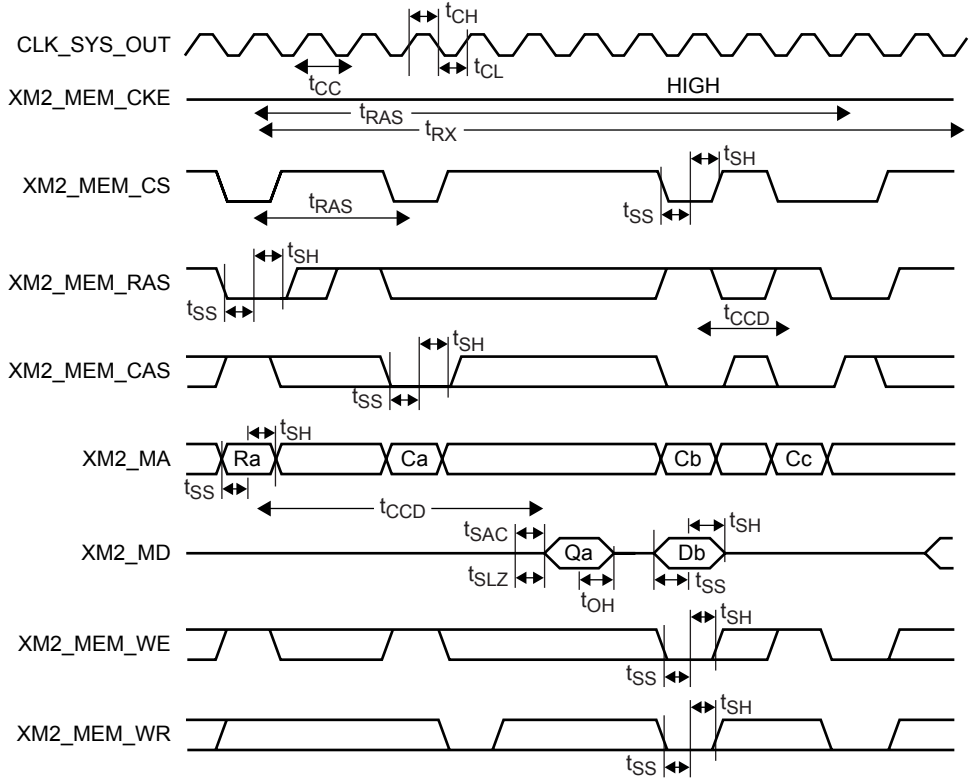 tCH
CLK_SYS_OUT
tCC
tCL
XM2_MEM_CKE
HIGH
tRAS
tRX
XM2_MEM_CS
tSH
tRAS
tSS
XM2_MEM_RAS
tSH
tSS
tCCD
XM2_MEM_CAS
tSH
tSS
XM2_MA
Ra
tSH
Ca
Cb
Cc
tSS
tCCD
tSAC
tSH
XM2_MD
Qa
Db
tSLZ
tOH
tSS
XM2_MEM_WE
tSH
tSS
XM2_MEM_WR
tSH
tSS